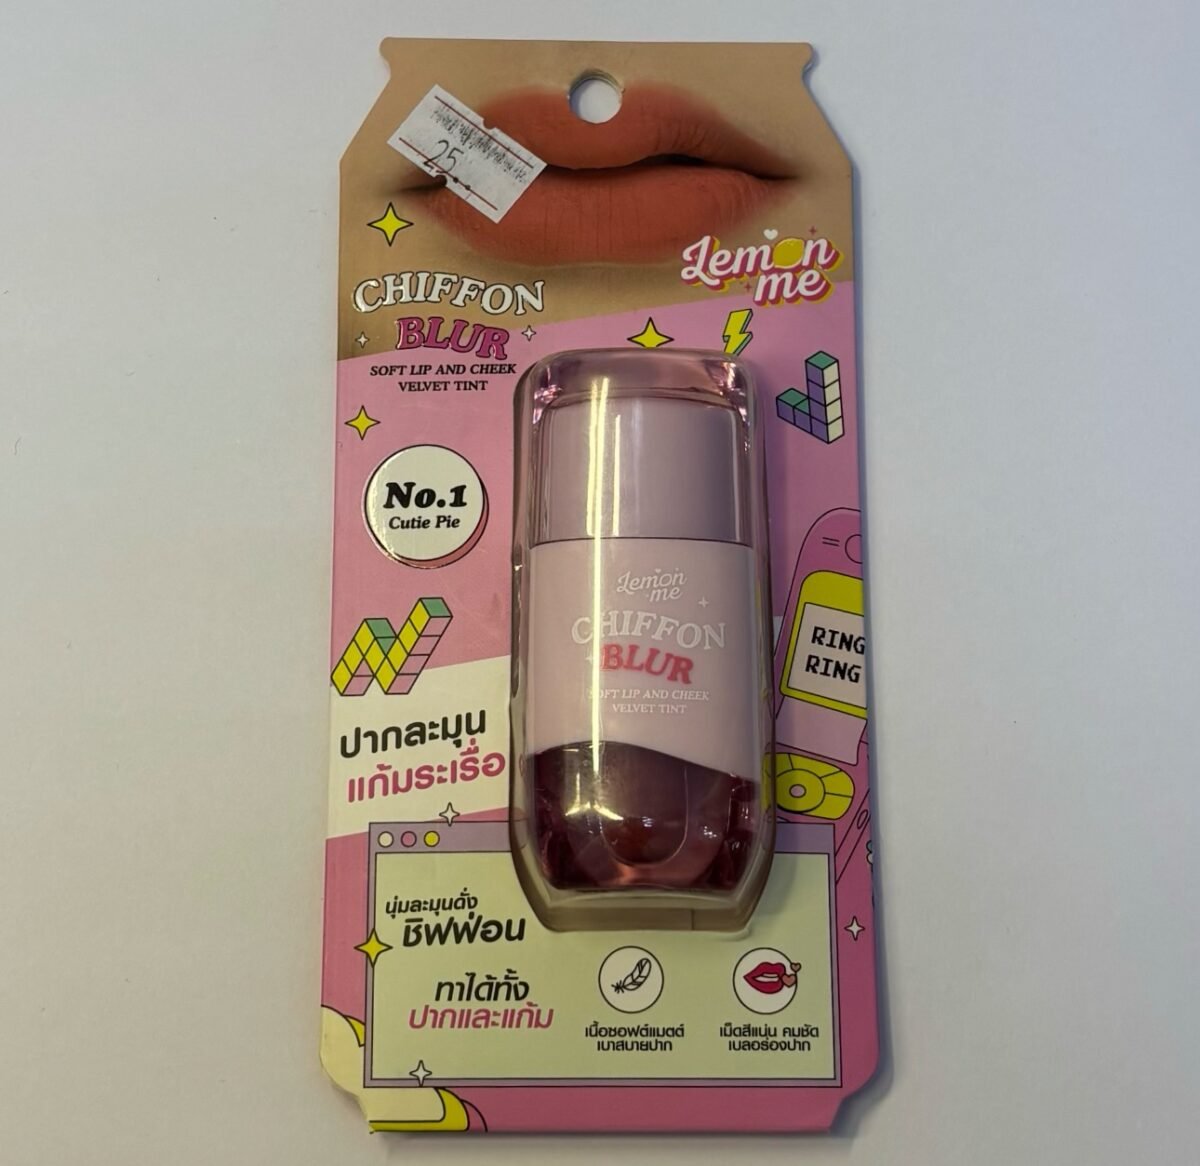 25.-
Lemon
me
CHIFFON
BLUR
SOFT LIP AND CHEEK
VELVET TINT
No.1
Cutie Pie
Lemon
me
CHIFFON
BLUR
SOFT LIP AND CHEEK
VELVET TINT
RING
RING
ปากละมุน
แก้มระเรื่อ
นุ่มละมุนดั่ง
ชิฟฟ่อน
ทาได้ทั้ง
ปากและแก้ม
เนื้อซอฟต์แมตต์
เบาสบายปาก
เม็ดสีแน่น คมชัด
เบลอร่องปาก